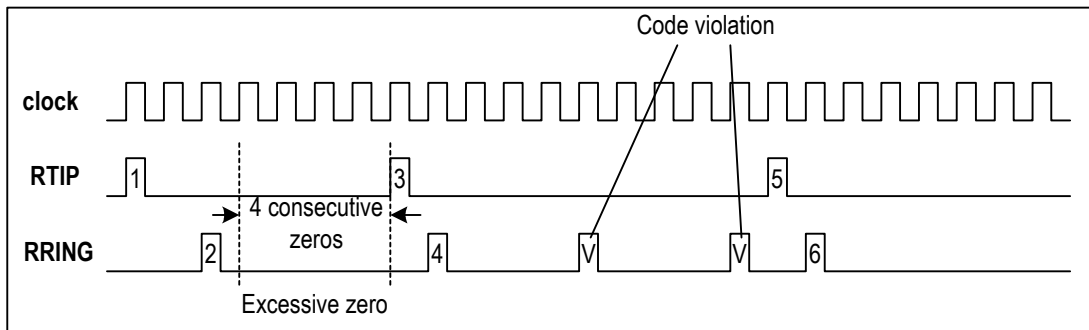 Code violation
clock
RTIP
1
3
5
4 consecutive
zeros
RRING
2
4
V
V
6
Excessive zero